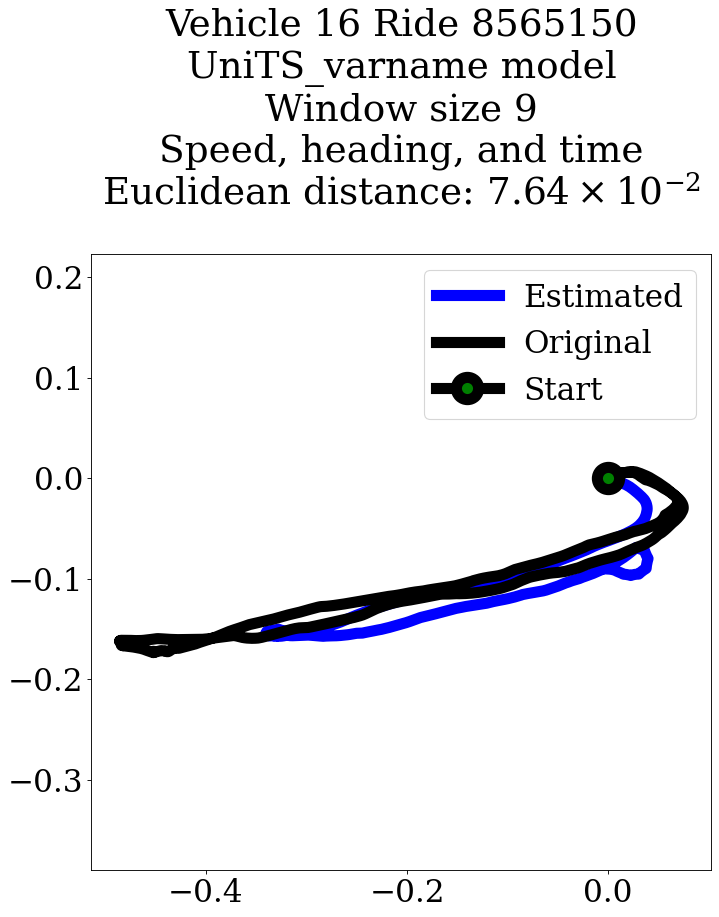 Vehicle 16 Ride 8565150
UniTS_varname model
Window size 9
Speed, heading, and time
Euclidean distance: 7.64 × 10⁻²
Estimated
Original
Start
0.2
0.1
0.0
−0.1
−0.2
−0.3
−0.4
−0.2
0.0